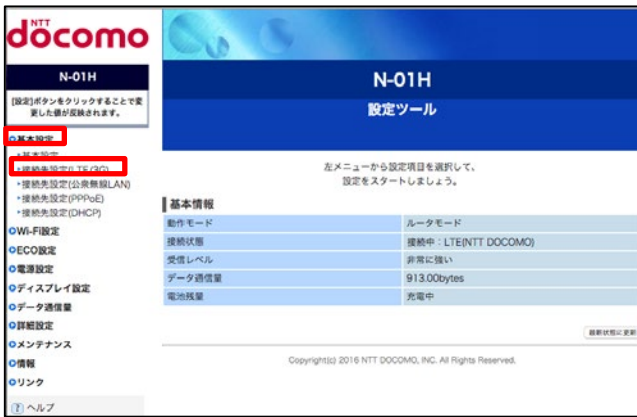 NTT
döcomo
N-01H
[設定]ボタンをクリックすることで変
更した値が反映されます。
基本設定
基本設定
接続先設定(LTE/3G)
接続先設定(公衆無線LAN)
接続先設定(PPPoE)
接続先設定(DHCP)
Wi-Fi設定
ECO設定
電源設定
ディスプレイ設定
データ通信量
詳細設定
メンテナンス
情報
リンク
? ヘルプ
N-01H
設定ツール
左メニューから設定項目を選択して、
設定をスタートしましょう。
基本情報
動作モード ルータモード
接続状態 接続中：LTE(NTT DOCOMO)
受信レベル 非常に強い
データ通信量 913.00bytes
電池残量 充電中
最新状態に更新
Copyright(c) 2016 NTT DOCOMO, INC. All Rights Reserved.